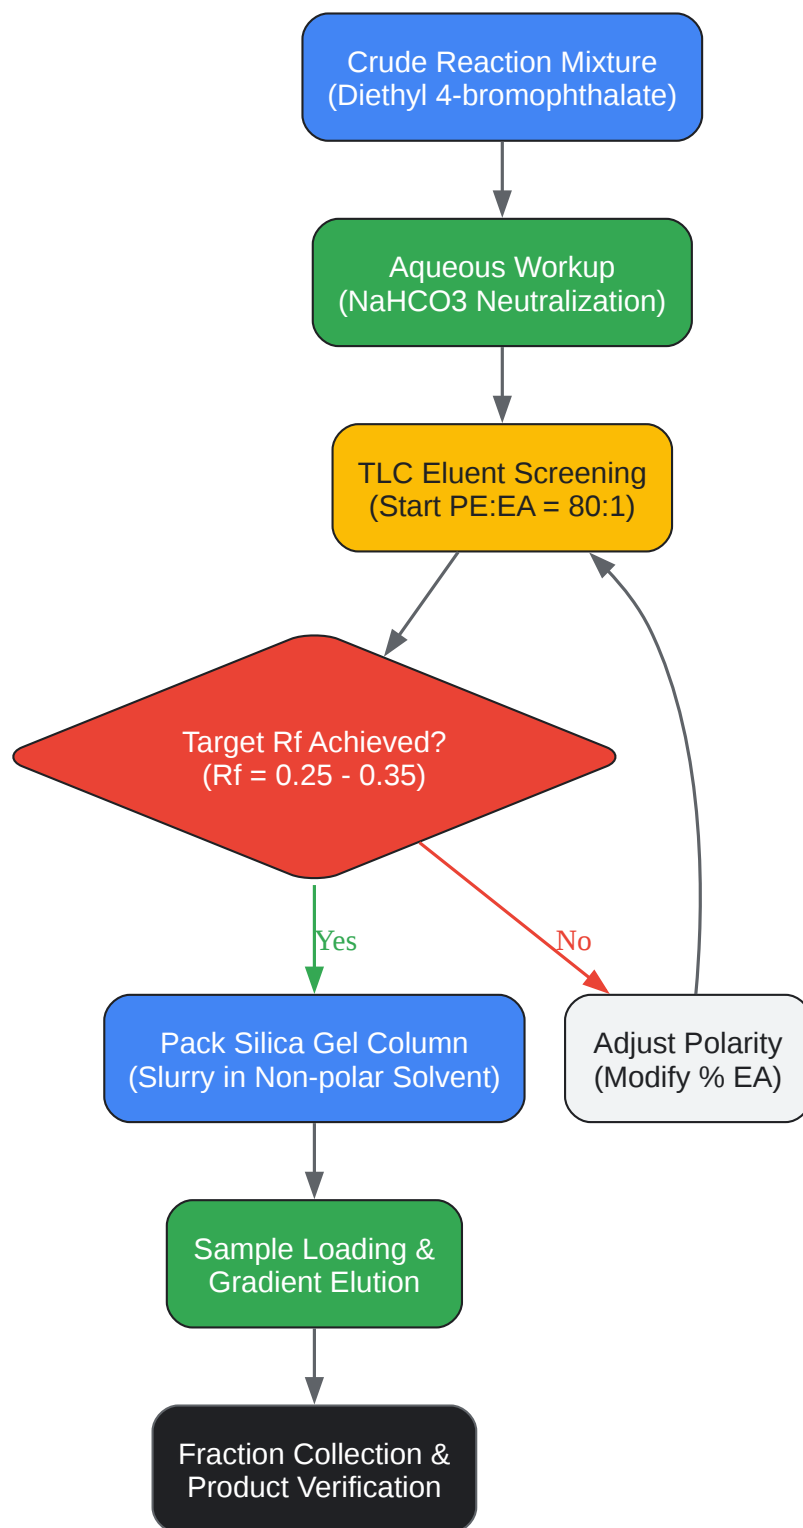 Crude Reaction Mixture
(Diethyl 4-bromophthalate)
Aqueous Workup
(NaHCO3 Neutralization)
TLC Eluent Screening
(Start PE:EA = 80:1)
Target Rf Achieved?
(Rf = 0.25 - 0.35)
Yes
No
Pack Silica Gel Column
(Slurry in Non-polar Solvent)
Adjust Polarity
(Modify % EA)
Sample Loading &
Gradient Elution
Fraction Collection &
Product Verification